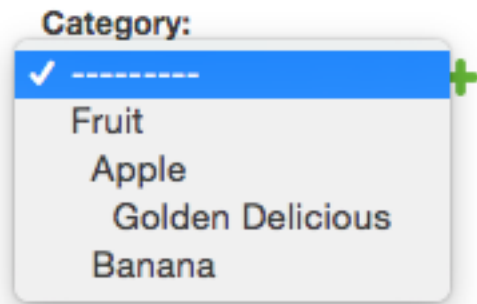 Category:
---------
Fruit
Apple
Golden Delicious
Banana